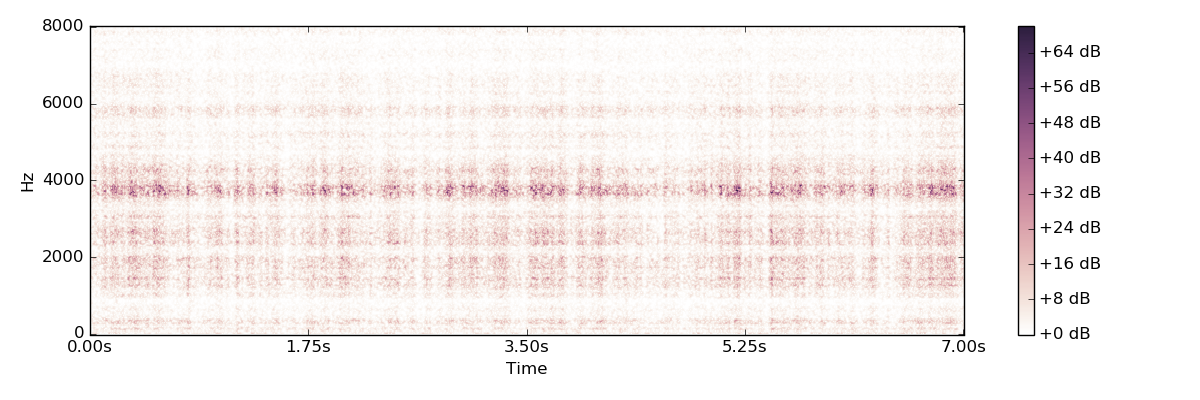 8000
6000
4000
2000
0
Hz
0.00s 1.75s 3.50s 5.25s 7.00s
Time
+64 dB
+56 dB
+48 dB
+40 dB
+32 dB
+24 dB
+16 dB
+8 dB
+0 dB